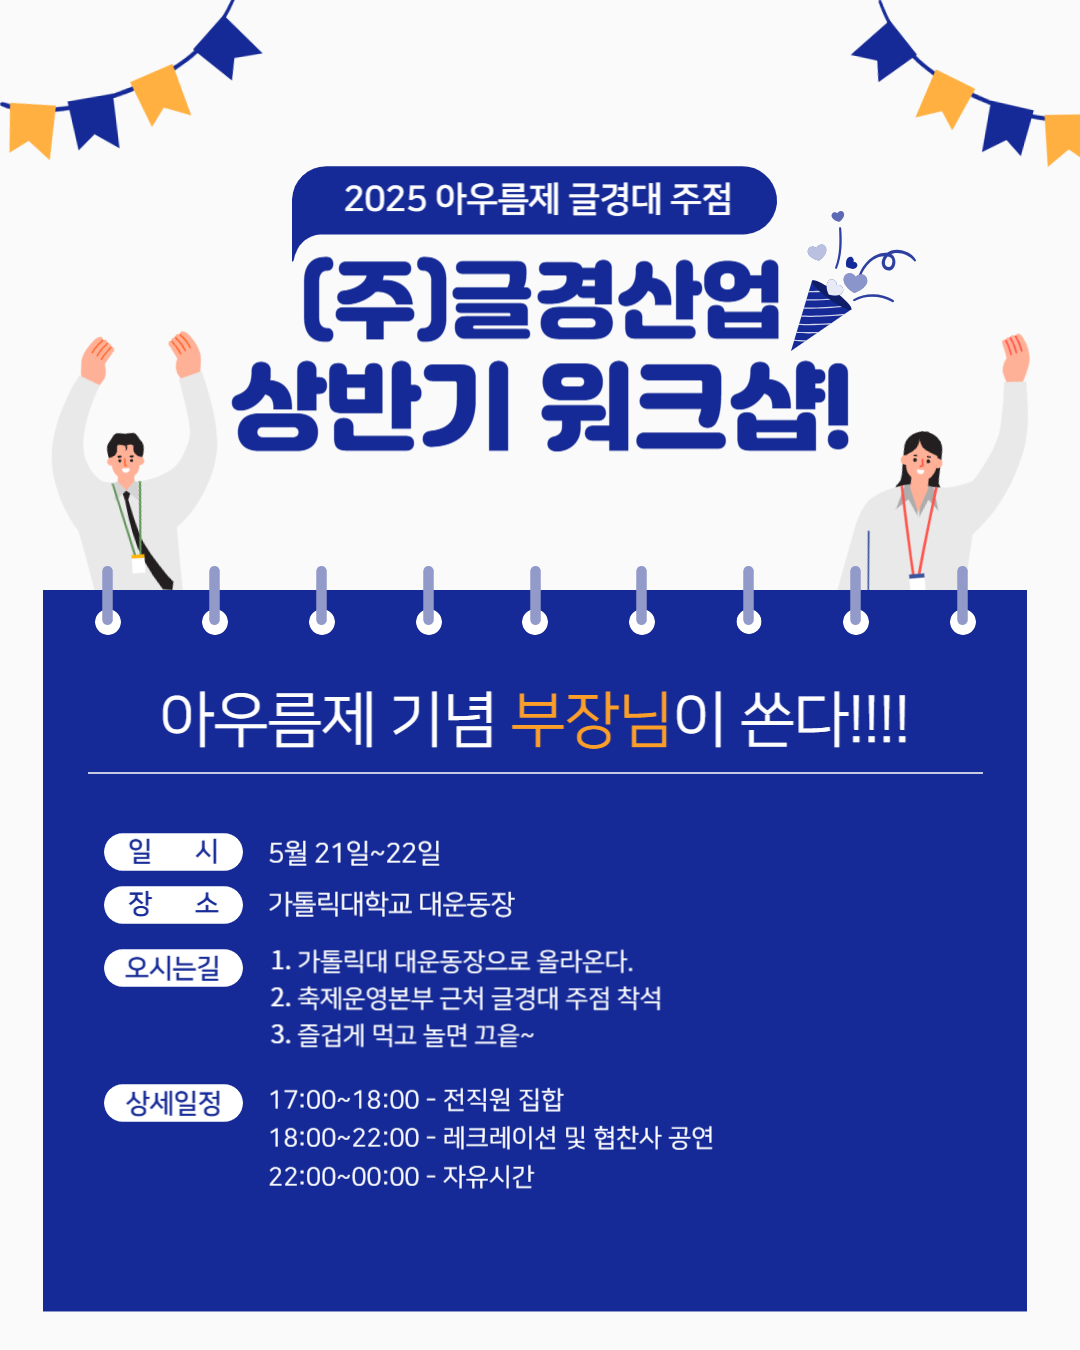 2025 아우름제 글경대 주점
(주)글경산업
상반기 워크샵!
아우름제 기념 부장님이 쏜다!!!!
일 시 5월 21일~22일
장 소 가톨릭대학교 대운동장
오시는길 1. 가톨릭대 대운동장으로 올라온다.
2. 축제운영본부 근처 글경대 주점 착석
3. 즐겁게 먹고 놀면 끄읕~
상세일정 17:00~18:00 - 전직원 집합
18:00~22:00 - 레크레이션 및 협찬사 공연
22:00~00:00 - 자유시간